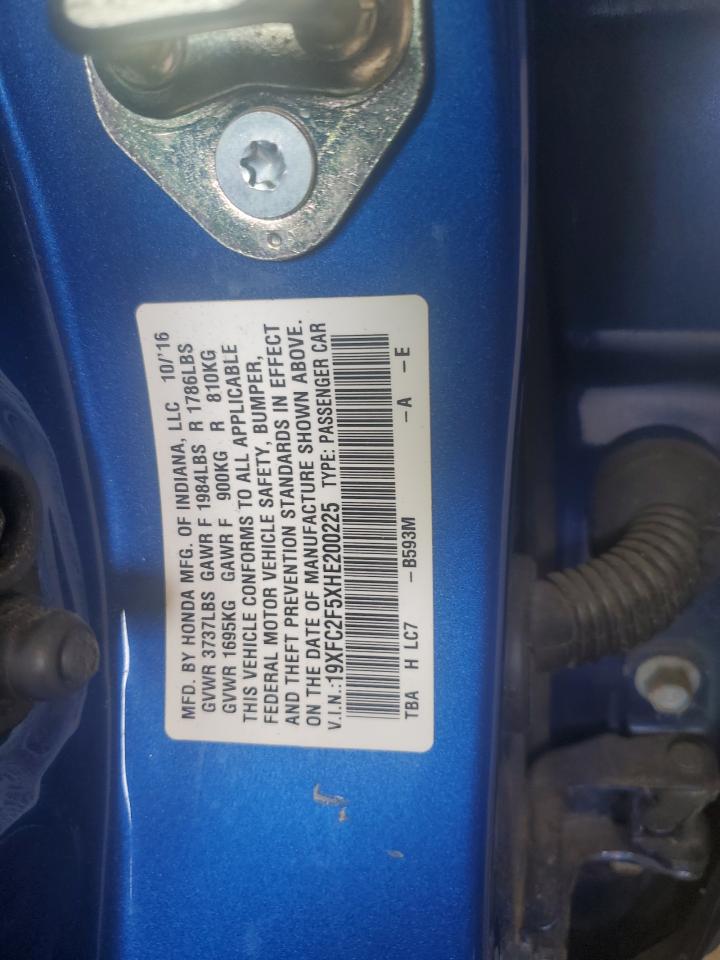 MFD. BY HONDA MFG. OF INDIANA, LLC 10/'16
GVWR 3737LBS GAWR F 1984LBS R 1786LBS
GVWR 1695KG GAWR F 900KG R 810KG
THIS VEHICLE CONFORMS TO ALL APPLICABLE
FEDERAL MOTOR VEHICLE SAFETY, BUMPER,
AND THEFT PREVENTION STANDARDS IN EFFECT
ON THE DATE OF MANUFACTURE SHOWN ABOVE.
V.I.N.:19XFC2F5XHE200225 TYPE: PASSENGER CAR
TBA H LC7 -B593M -A -E